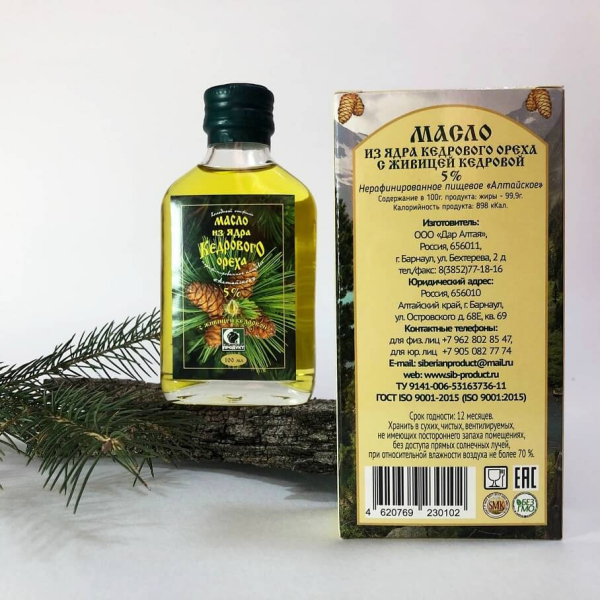 Холодный отжим
МАСЛО
ИЗ ЯДРА
КЕДРОВОГО
ОРЕХА
5%
С ЖИВИЦЕЙ КЕДРОВОЙ
ПРОДУКТ
100 мл
МАСЛО
ИЗ ЯДРА КЕДРОВОГО ОРЕХА
С ЖИВИЦЕЙ КЕДРОВОЙ
5%
Нерафинированное пищевое «Алтайское»
Содержание в 100г. продукта: жиры - 99,9г.
Калорийность продукта: 898 кКал.
Изготовитель:
ООО «Дар Алтая»,
Россия, 656011,
г. Барнаул, ул. Бехтерева, 2 д
тел,/факс: 8(3852)77-18-16
Юридический адрес:
Россия, 656010
Алтайский край, г. Барнаул,
ул. Островского д. 68Е, кв. 69
Контактные телефоны:
для физ. лиц +7 962 802 85 47,
для юр. лиц +7 905 082 77 74
E-mail: siberianproduct@mail.ru
web: www.sib-product.ru
ТУ 9141-006-53163736-11
ГОСТ ISO 9001-2015 (ISO 9001:2015)
Срок годности: 12 месяцев.
Хранить в сухих, чистых, вентилируемых,
не имеющих постороннего запаха помещениях,
без доступа прямых солнечных лучей,
при относительной влажности воздуха не более 70 %.
EAC
SMK
БЕЗ
ГМО
4 620769 230102